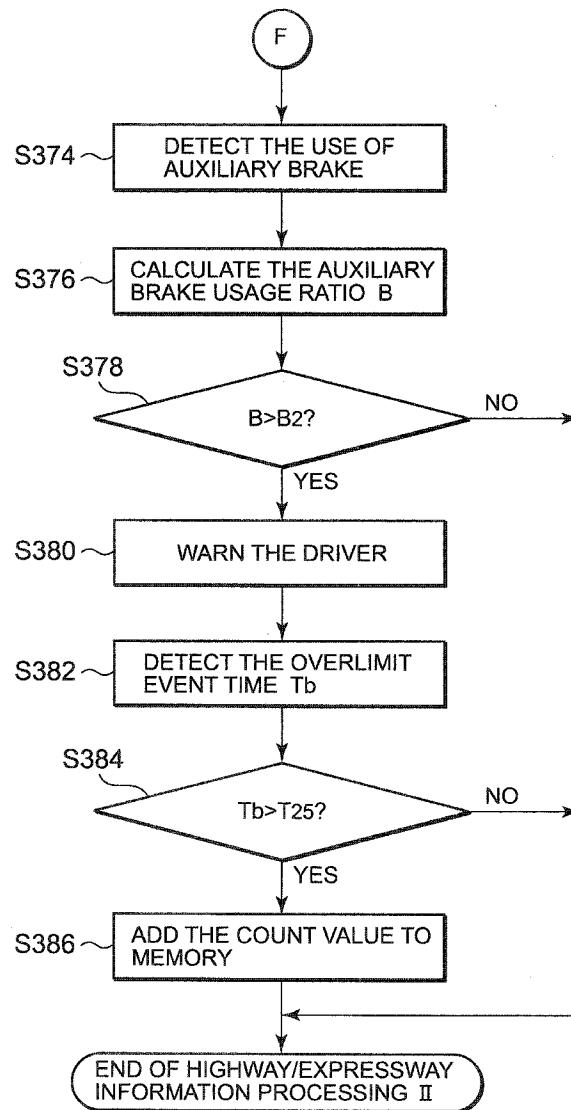 F
S374
DETECT THE USE OF
AUXILIARY BRAKE
S376
CALCULATE THE AUXILIARY
BRAKE USAGE RATIO B
S378
B>B2?
NO
YES
S380
WARN THE DRIVER
S382
DETECT THE OVERLIMIT
EVENT TIME Tb
S384
Tb>T25?
NO
YES
S386
ADD THE COUNT VALUE TO
MEMORY
END OF HIGHWAY/EXPRESSWAY
INFORMATION PROCESSING II